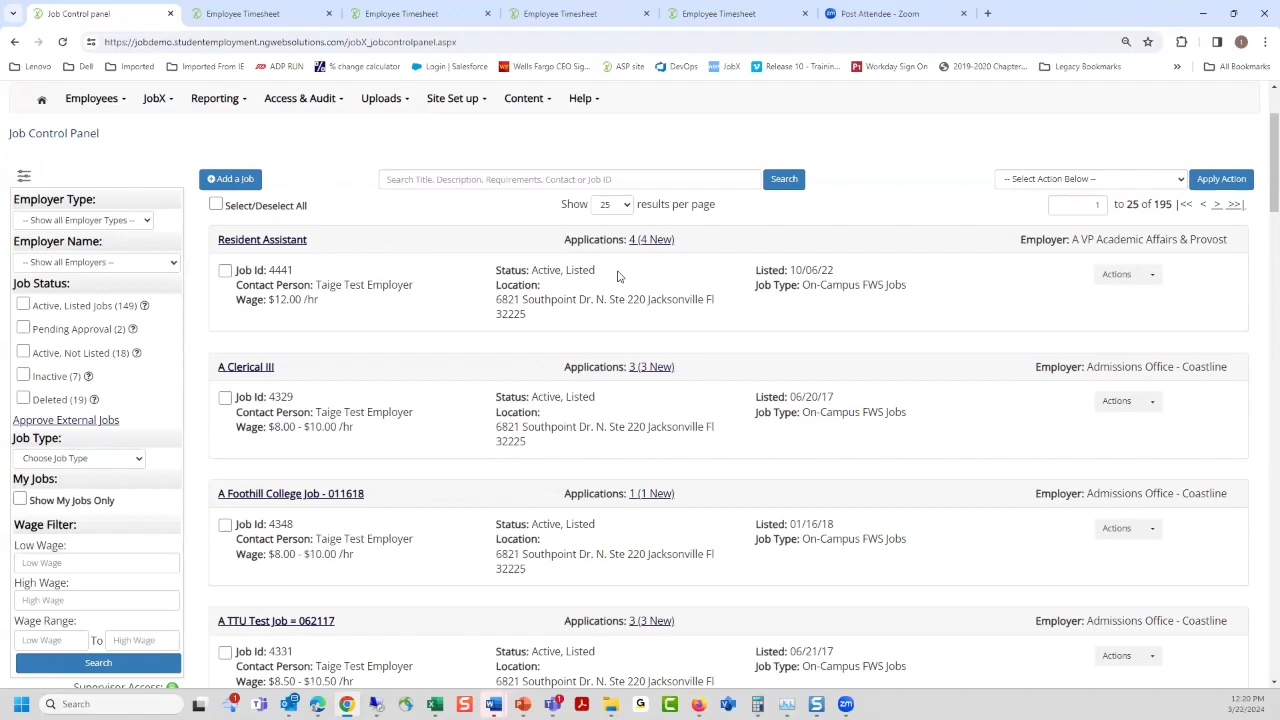 Job Control Panel
Employee Timesheet
Employee Timesheet
Employee Timesheet
Employee Timesheet
Post Attendee - Zoom
https://jobdemo.studentemployment.ngwebsolutions.com/jobX_jobcontrolpanel.aspx
Lenovo Dell Imported Imported From IE ADP RUN % change calculator Login | Salesforce Wells Fargo CEO Sig... ASP site DevOps JobX Release 10 - Trainin... Workday Sign On 2019-2020 Chapter... Legacy Bookmarks All Bookmarks
Employees JobX Reporting Access & Audit Uploads Site Set up Content Help
Job Control Panel
Add a Job
Search Title, Description, Requirements, Contact or Job ID
Search
-- Select Action Below --
Apply Action
Select/Deselect All
Show 25 results per page
1 to 25 of 195 |<< < > >>|
Employer Type:
-- Show all Employer Types --
Employer Name:
-- Show all Employers --
Job Status:
Active, Listed Jobs (149)
Pending Approval (2)
Active, Not Listed (18)
Inactive (7)
Deleted (19)
Approve External Jobs
Job Type:
Choose Job Type
My Jobs:
Show My Jobs Only
Wage Filter:
Low Wage:
Low Wage
High Wage:
High Wage
Wage Range:
Low Wage To High Wage
Search
Supervisor Access:
Resident Assistant Applications: 4 (4 New) Employer: A VP Academic Affairs & Provost
Job Id: 4441 Status: Active, Listed Listed: 10/06/22 Actions
Contact Person: Taige Test Employer Location: Job Type: On-Campus FWS Jobs
Wage: $12.00 /hr 6821 Southpoint Dr. N. Ste 220 Jacksonville Fl
32225
A Clerical III Applications: 3 (3 New) Employer: Admissions Office - Coastline
Job Id: 4329 Status: Active, Listed Listed: 06/20/17 Actions
Contact Person: Taige Test Employer Location: Job Type: On-Campus FWS Jobs
Wage: $8.00 - $10.00 /hr 6821 Southpoint Dr. N. Ste 220 Jacksonville Fl
32225
A Foothill College Job - 011618 Applications: 1 (1 New) Employer: Admissions Office - Coastline
Job Id: 4348 Status: Active, Listed Listed: 01/16/18 Actions
Contact Person: Taige Test Employer Location: Job Type: On-Campus FWS Jobs
Wage: $8.00 - $10.00 /hr 6821 Southpoint Dr. N. Ste 220 Jacksonville Fl
32225
A TTU Test Job = 062117 Applications: 3 (3 New) Employer: Admissions Office - Coastline
Job Id: 4331 Status: Active, Listed Listed: 06/21/17 Actions
Contact Person: Taige Test Employer Location: Job Type: On-Campus FWS Jobs
Wage: $8.50 - $10.50 /hr 6821 Southpoint Dr. N. Ste 220 Jacksonville Fl
Search
12:20 PM
3/22/2024